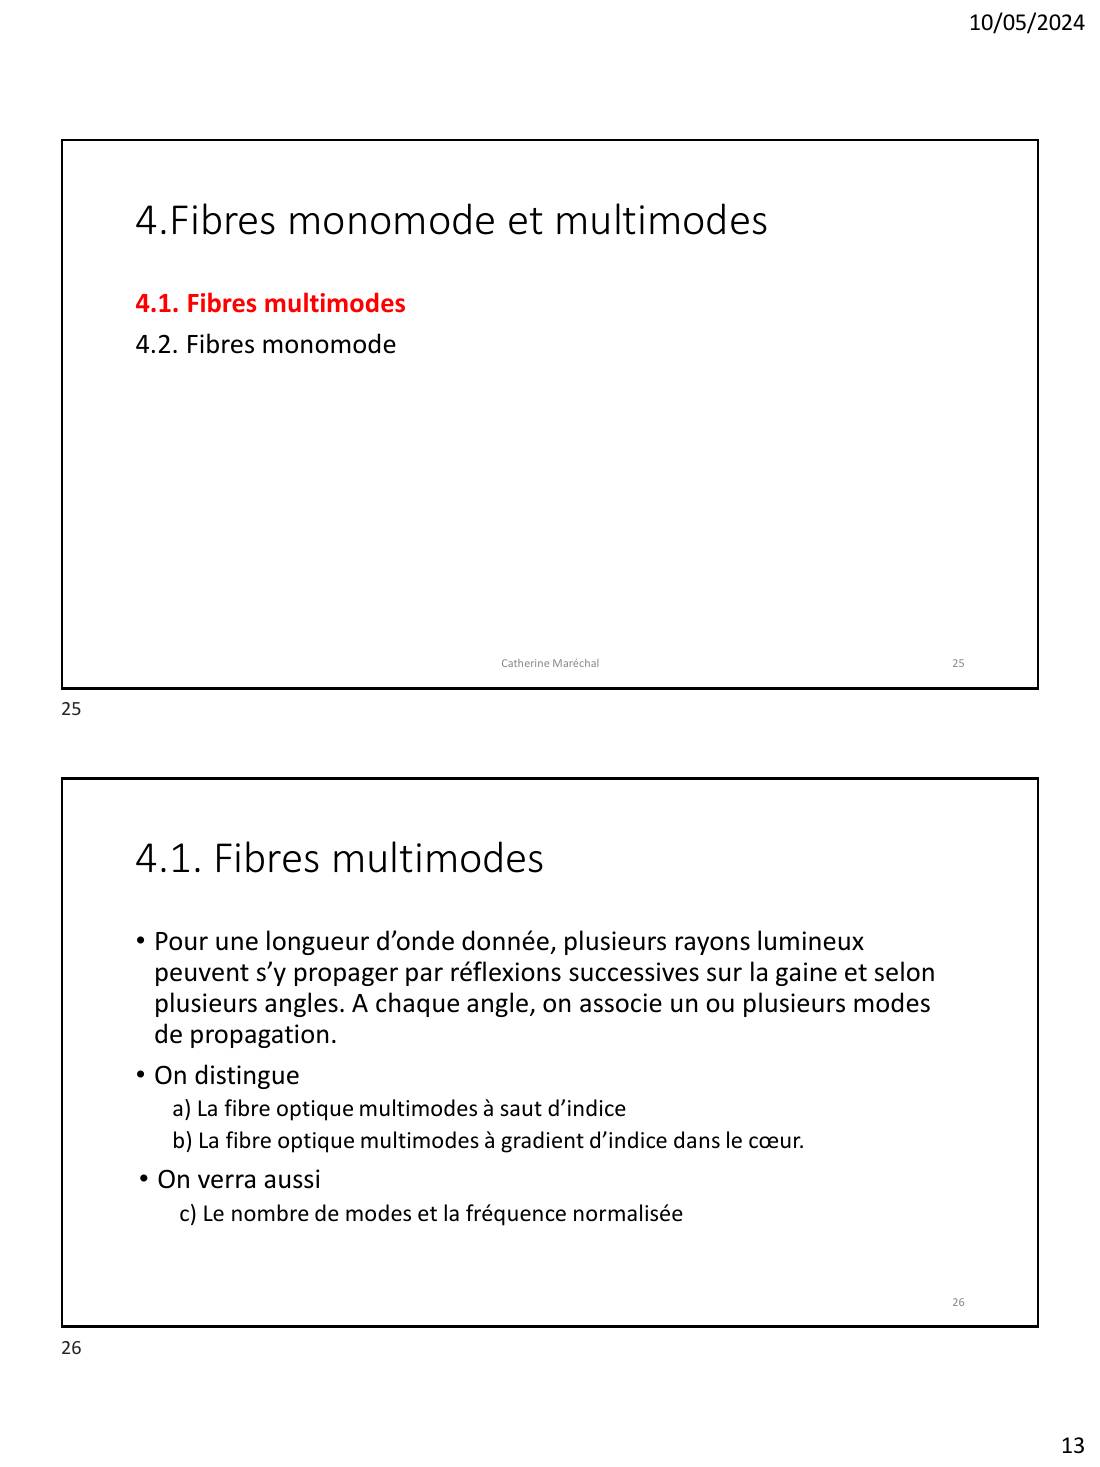 10/05/2024
4.Fibres monomode et multimodes
4.1. Fibres multimodes
4.2. Fibres monomode
Catherine Maréchal
25
25
4.1. Fibres multimodes
• Pour une longueur d’onde donnée, plusieurs rayons lumineux
peuvent s’y propager par réflexions successives sur la gaine et selon
plusieurs angles. A chaque angle, on associe un ou plusieurs modes
de propagation.
• On distingue
a) La fibre optique multimodes à saut d’indice
b) La fibre optique multimodes à gradient d’indice dans le cœur.
• On verra aussi
c) Le nombre de modes et la fréquence normalisée
26
26
13